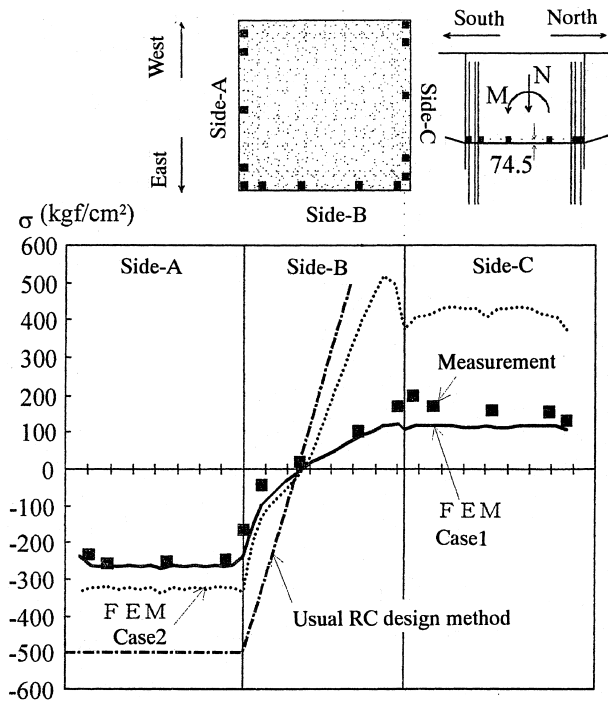 South
North
West
East
Side-A
Side-C
Side-B
M
N
74.5
σ (kgf/cm²)
600
500
400
300
200
100
0
-100
-200
-300
-400
-500
-600
Side-A
Side-B
Side-C
Measurement
FEM
Case1
FEM
Case2
Usual RC design method